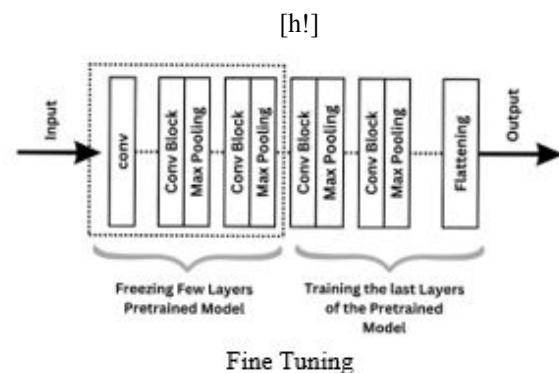 [h!]
Input
conv
Conv Block
Max Pooling
Conv Block
Max Pooling
Conv Block
Max Pooling
Conv Block
Max Pooling
Flattening
Output
Freezing Few Layers
Pretrained Model
Training the last Layers
of the Pretrained
Model
Fine Tuning